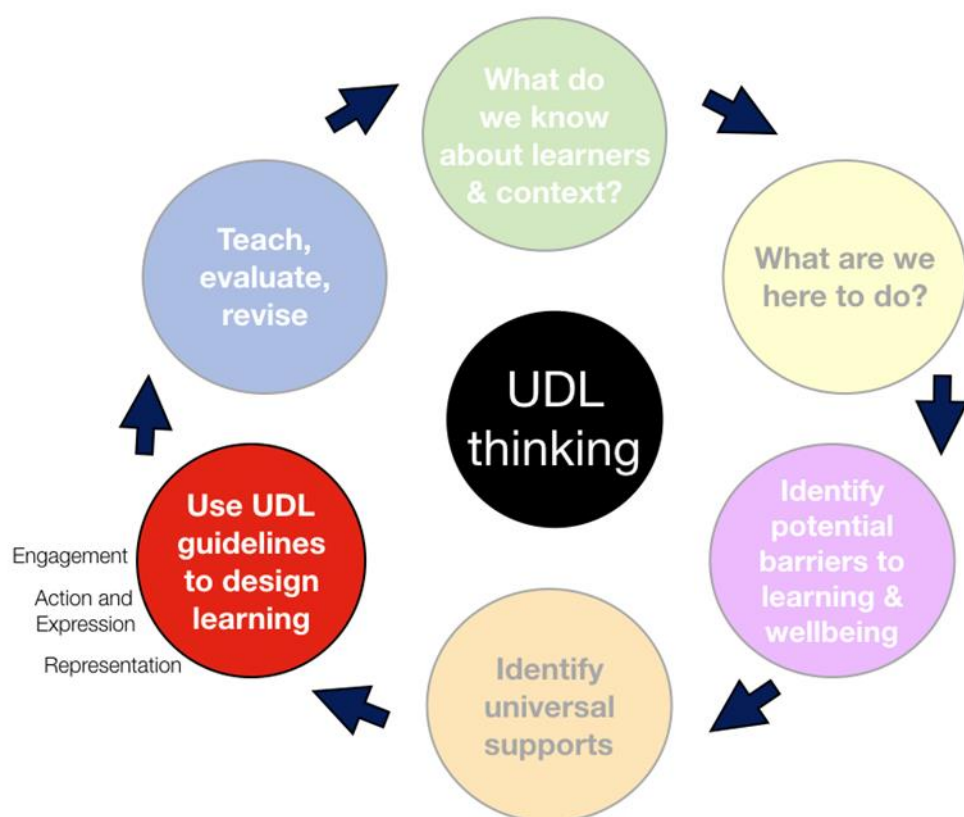 What do
we know
about learners
& context?
What are we
here to do?
Identify
potential
barriers to
learning &
wellbeing
Identify
universal
supports
Use UDL
guidelines
to design
learning
Engagement
Action and
Expression
Representation
Teach,
evaluate,
revise
UDL
thinking